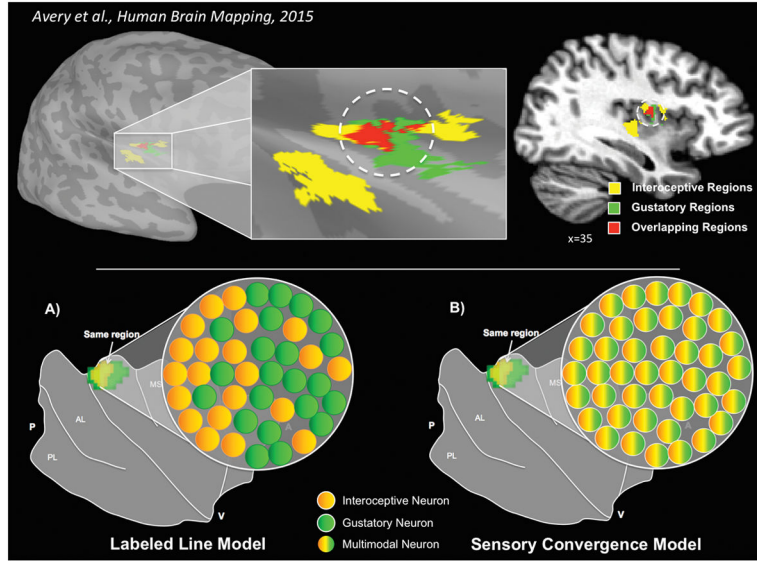 Avery et al., Human Brain Mapping, 2015
Interoceptive Regions
Gustatory Regions
Overlapping Regions
x=35
A)
Same region
MS
P
AL
A
PL
V
B)
Same region
MS
P
AL
A
PL
V
Interoceptive Neuron
Gustatory Neuron
Multimodal Neuron
Labeled Line Model
Sensory Convergence Model